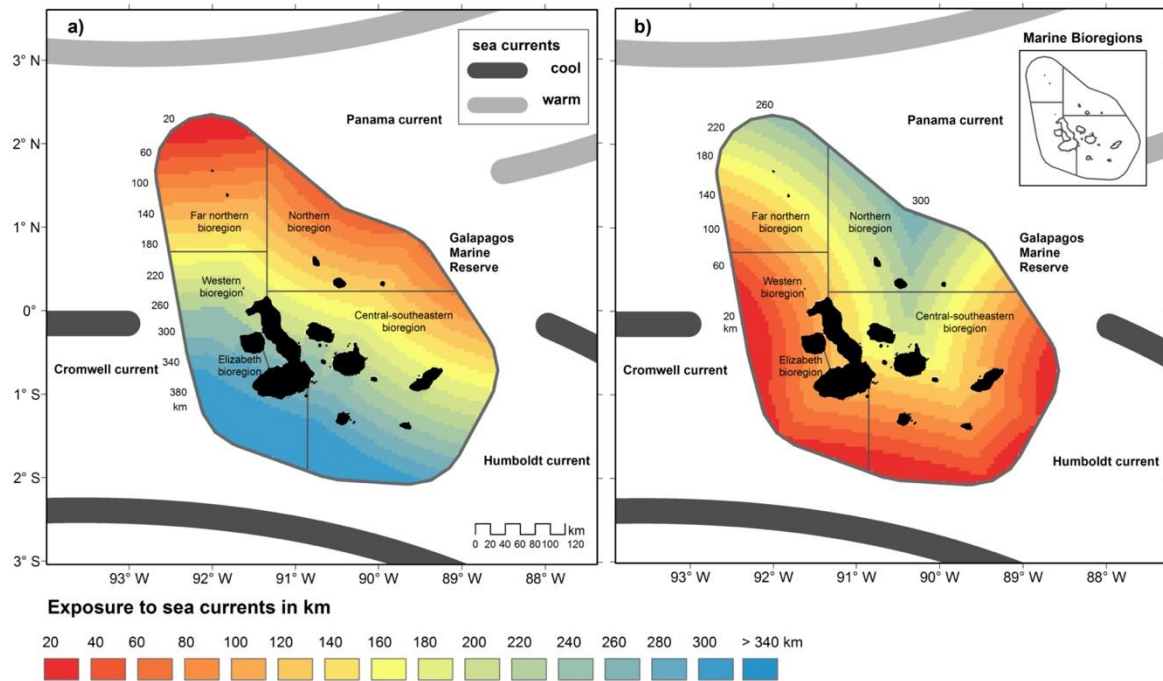 a)
sea currents
cool
warm
Panama current
3° N
2° N
1° N
0°
1° S
2° S
3° S
20
60
100
140
180
220
260
300
340
380
km
Far northern
bioregion
Northern
bioregion
Western
bioregion
Central-southeastern
bioregion
Elizabeth
bioregion
Galapagos
Marine
Reserve
Cromwell current
Humboldt current
km
0 20 40 60 80 100 120
93° W 92° W 91° W 90° W 89° W 88° W
b)
Marine Bioregions
Panama current
260
220
180
140
100
60
20
km
300
Far northern
bioregion
Northern
bioregion
Western
bioregion
Central-southeastern
bioregion
Elizabeth
bioregion
Galapagos
Marine
Reserve
Cromwell current
Humboldt current
93° W 92° W 91° W 90° W 89° W 88° W
Exposure to sea currents in km
20 40 60 80 100 120 140 160 180 200 220 240 260 280 300 > 340 km